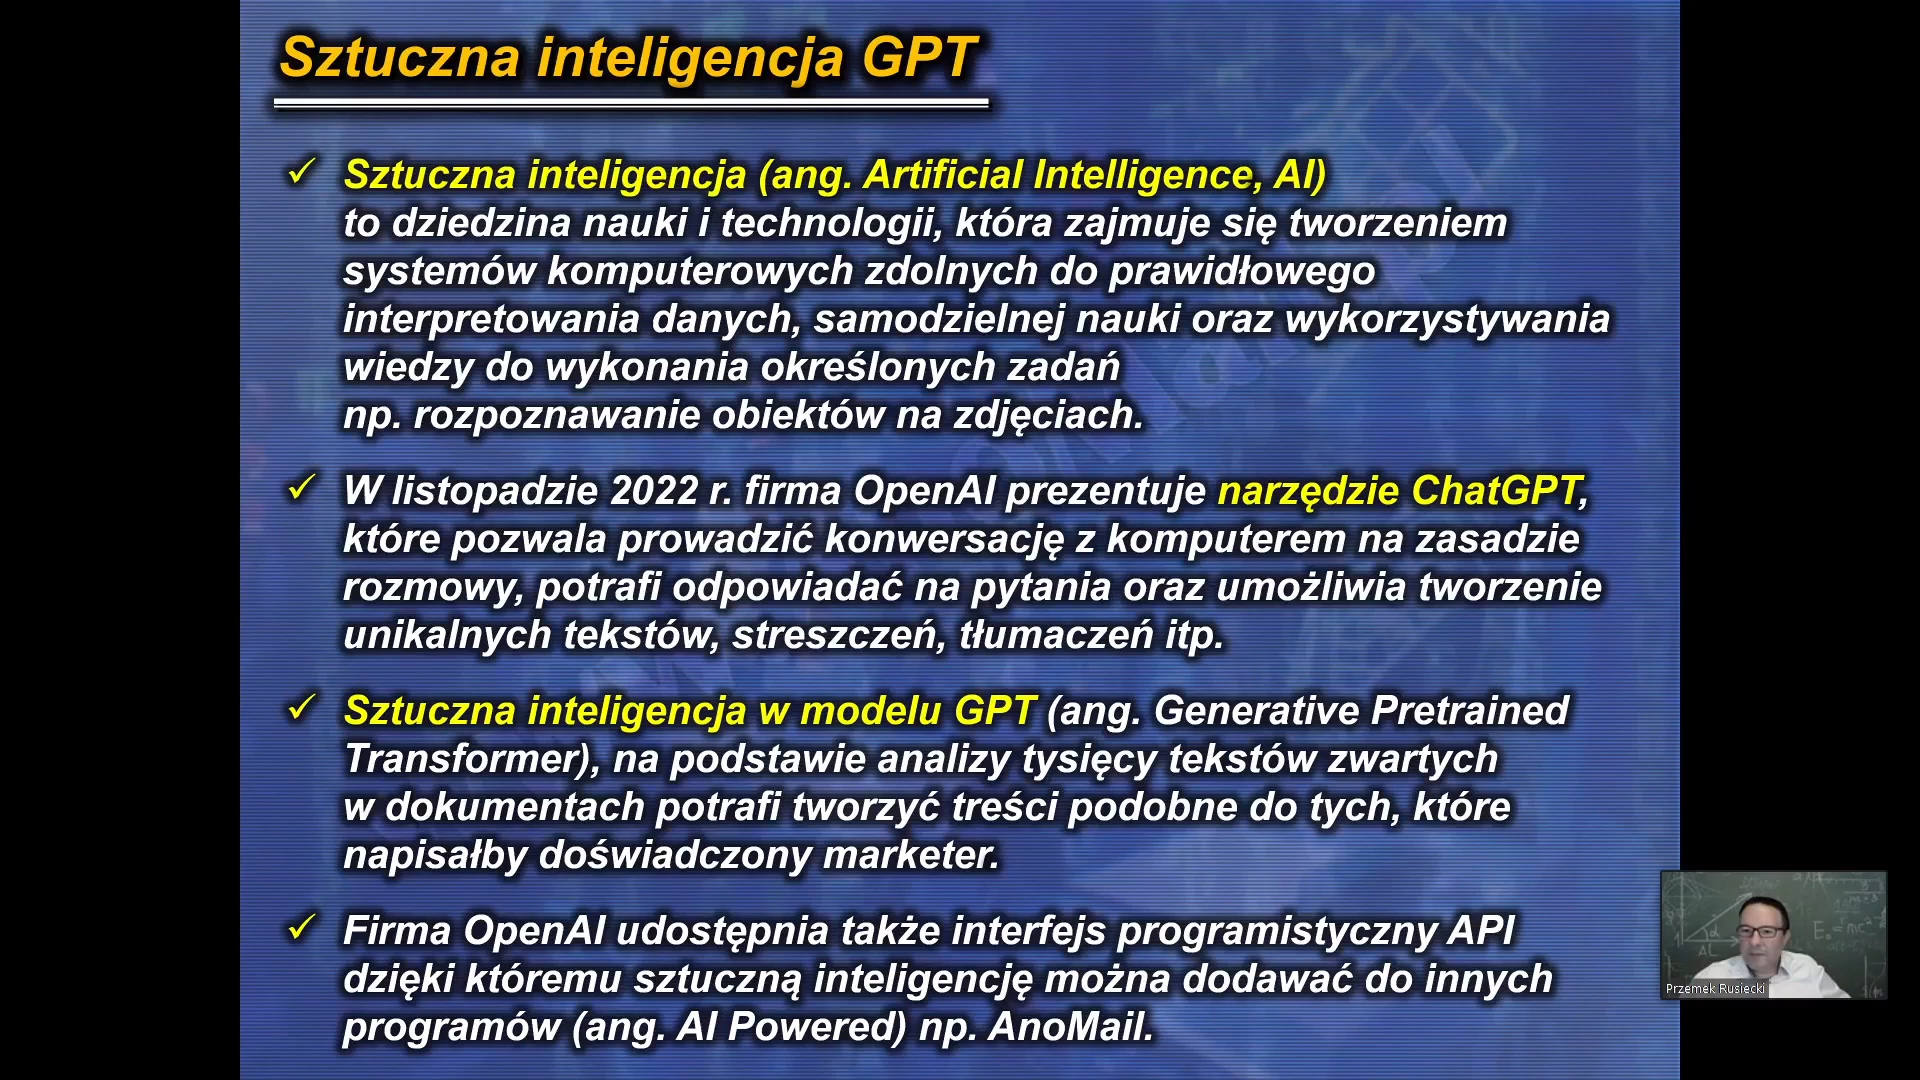 Sztuczna inteligencja GPT
✓ Sztuczna inteligencja (ang. Artificial Intelligence, AI)
to dziedzina nauki i technologii, która zajmuje się tworzeniem
systemów komputerowych zdolnych do prawidłowego
interpretowania danych, samodzielnej nauki oraz wykorzystywania
wiedzy do wykonania określonych zadań
np. rozpoznawanie obiektów na zdjęciach.
✓ W listopadzie 2022 r. firma OpenAI prezentuje narzędzie ChatGPT,
które pozwala prowadzić konwersację z komputerem na zasadzie
rozmowy, potrafi odpowiadać na pytania oraz umożliwia tworzenie
unikalnych tekstów, streszczeń, tłumaczeń itp.
✓ Sztuczna inteligencja w modelu GPT (ang. Generative Pretrained
Transformer), na podstawie analizy tysięcy tekstów zwartych
w dokumentach potrafi tworzyć treści podobne do tych, które
napisałby doświadczony marketer.
✓ Firma OpenAI udostępnia także interfejs programistyczny API
dzięki któremu sztuczną inteligencję można dodawać do innych
programów (ang. AI Powered) np. AnoMail.
Przemek Rusiecki